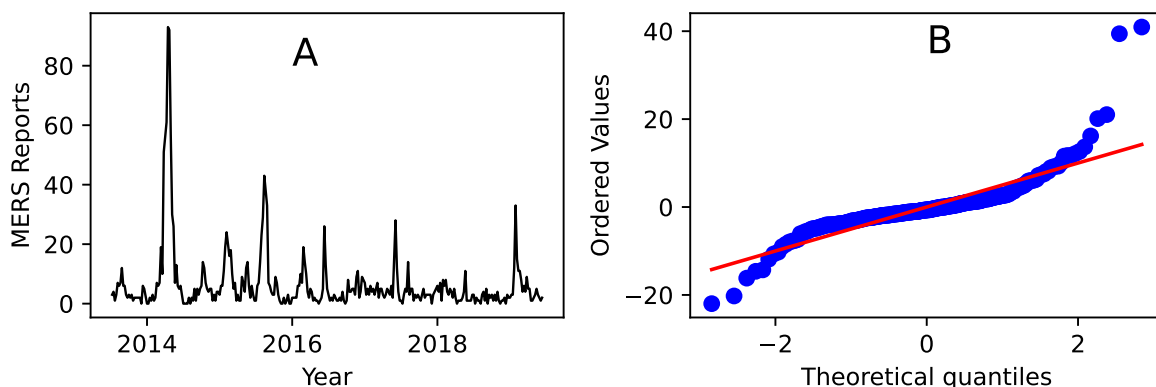 A
80
60
40
20
0
MERS Reports
2014
2016
2018
Year
B
40
20
0
−20
Ordered Values
−2
0
2
Theoretical quantiles